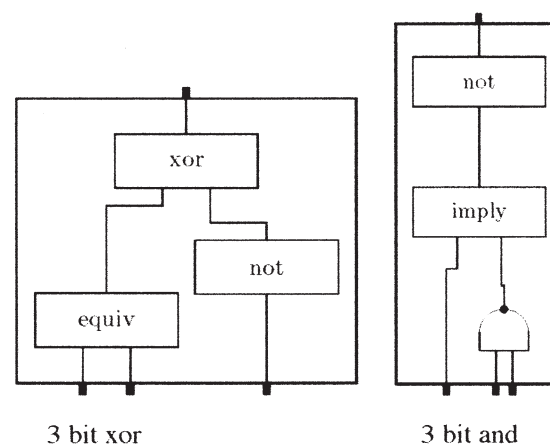 xor
not
equiv
3 bit xor
not
imply
3 bit and